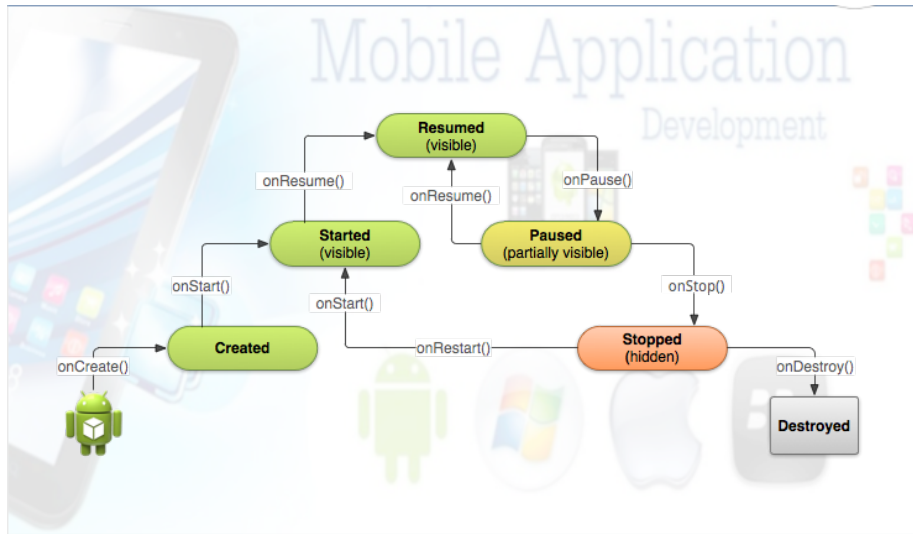 Mobile Application
Development
Resumed
(visible)
onResume()
onResume()
onPause()
Started
(visible)
Paused
(partially visible)
onStart()
onStart()
onStop()
Created
onRestart()
Stopped
(hidden)
onCreate()
onDestroy()
Destroyed